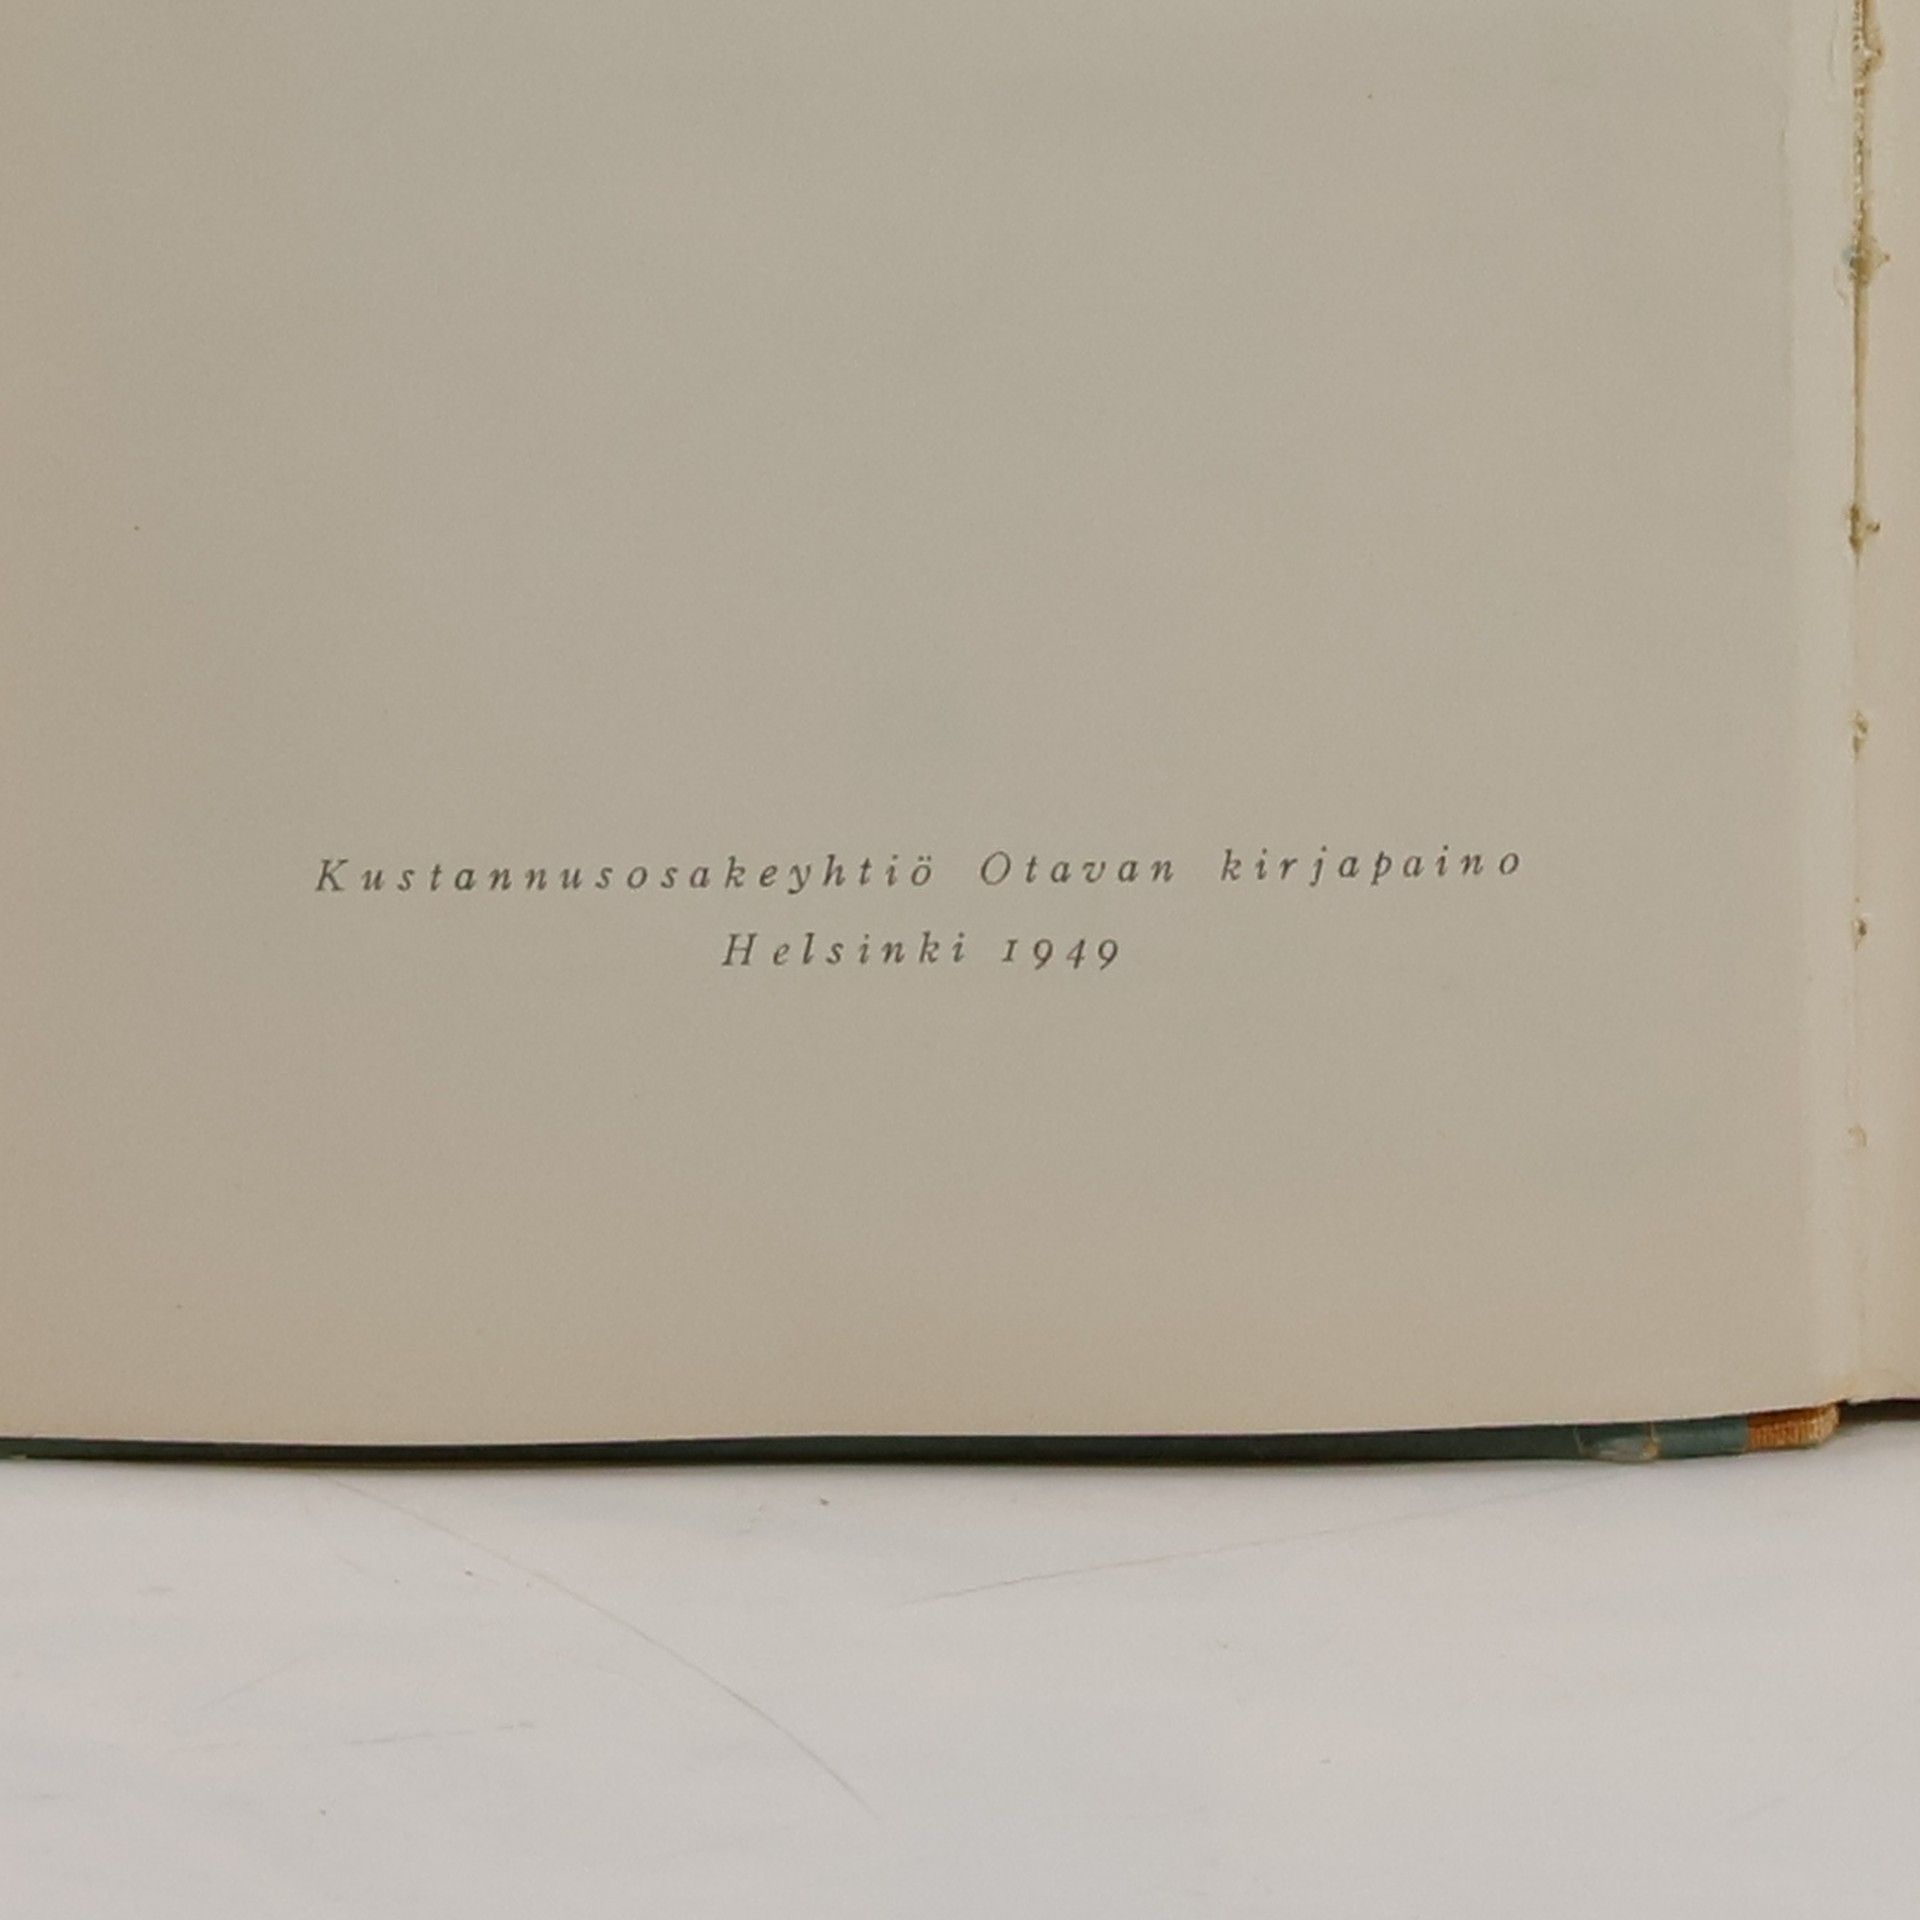 Kustannusosakeyhtiö Otavan kirjapaino
Helsinki 1949